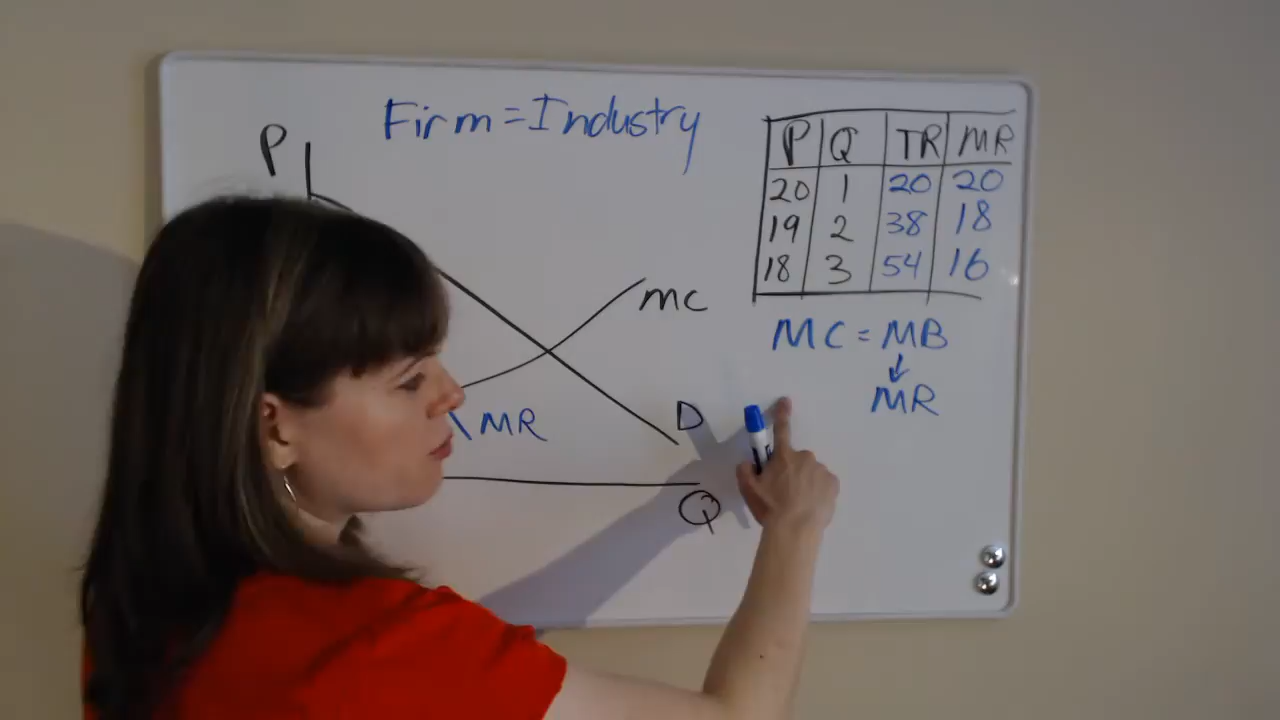 Firm = Industry
P
P Q TR MR
20 1 20 20
19 2 38 18
18 3 54 16
mc
MC = MB
↓
MR
MR
D
Q